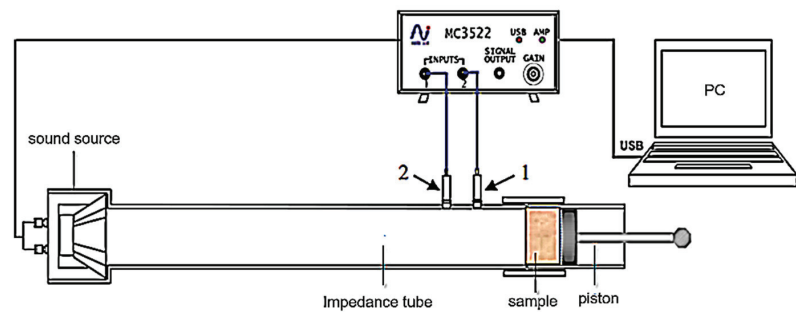 MC3522
USB AMP
SIGNAL
OUTPUT
GAIN
INPUTS
1 2
PC
USB
sound source
2 1
Impedance tube
sample
piston